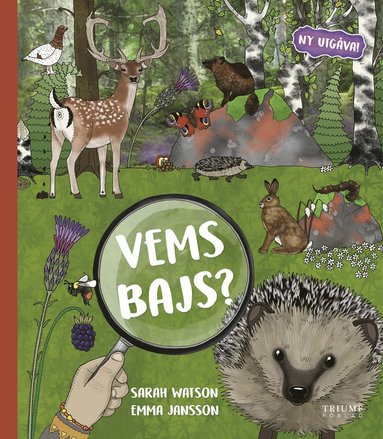 NY UTGÅVA!
VEMS
BAJS?
SARAH WATSON
EMMA JANSSON
TRIUMF
FÖRLAG